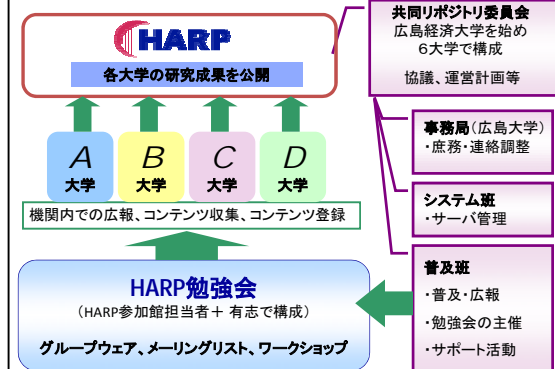 HARP
各大学の研究成果を公開
A
大学
B
大学
C
大学
D
大学
機関内での広報、コンテンツ収集、コンテンツ登録
HARP勉強会
（HARP参加館担当者＋ 有志で構成）
グループウェア、メーリングリスト、ワークショップ
共同リポジトリ委員会
広島経済大学を始め
6大学で構成
協議、運営計画等
事務局（広島大学）
・庶務・連絡調整
システム班
・サーバ管理
普及班
・普及・広報
・勉強会の主催
・サポート活動